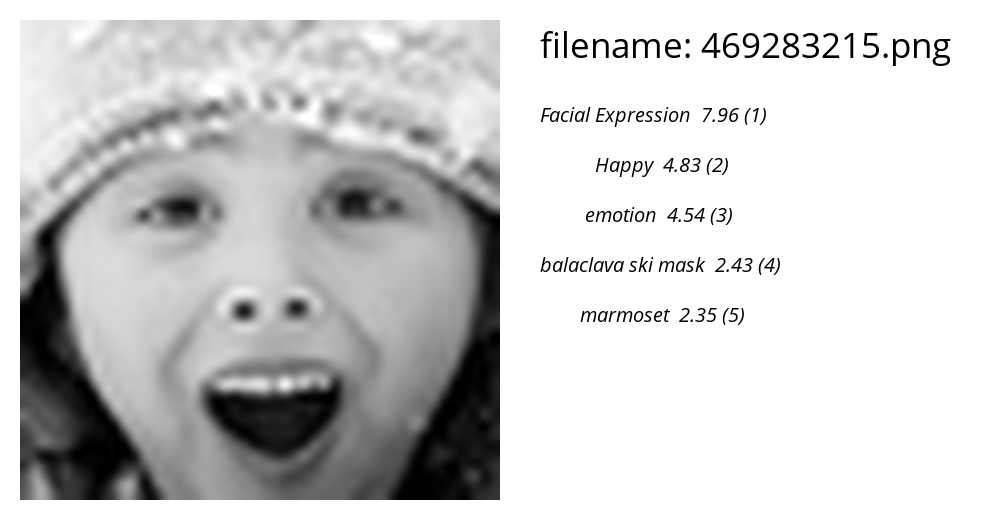 filename: 469283215.png
Facial Expression 7.96 (1)
Happy 4.83 (2)
emotion 4.54 (3)
balaclava ski mask 2.43 (4)
marmoset 2.35 (5)